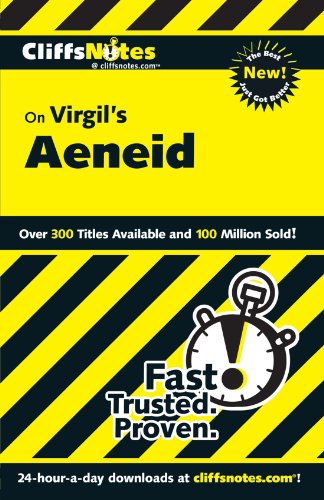 CliffsNotes
@ cliffsnotes.com™
The Best
New!
Just Got Better
On Virgil's
Aeneid
Over 300 Titles Available and 100 Million Sold!
Fast.
Trusted.
Proven.
24-hour-a-day downloads at cliffsnotes.com®!